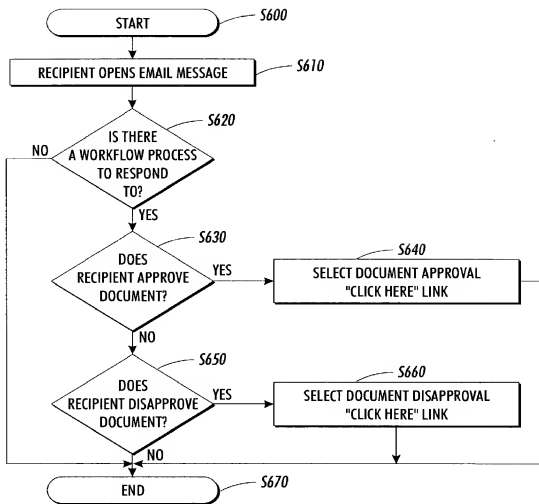 START
S600
RECIPIENT OPENS EMAIL MESSAGE
S610
IS THERE
A WORKFLOW PROCESS
TO RESPOND
TO?
S620
NO
YES
DOES
RECIPIENT APPROVE
DOCUMENT?
S630
YES
SELECT DOCUMENT APPROVAL
"CLICK HERE" LINK
S640
NO
DOES
RECIPIENT DISAPPROVE
DOCUMENT?
S650
YES
SELECT DOCUMENT DISAPPROVAL
"CLICK HERE" LINK
S660
NO
END
S670